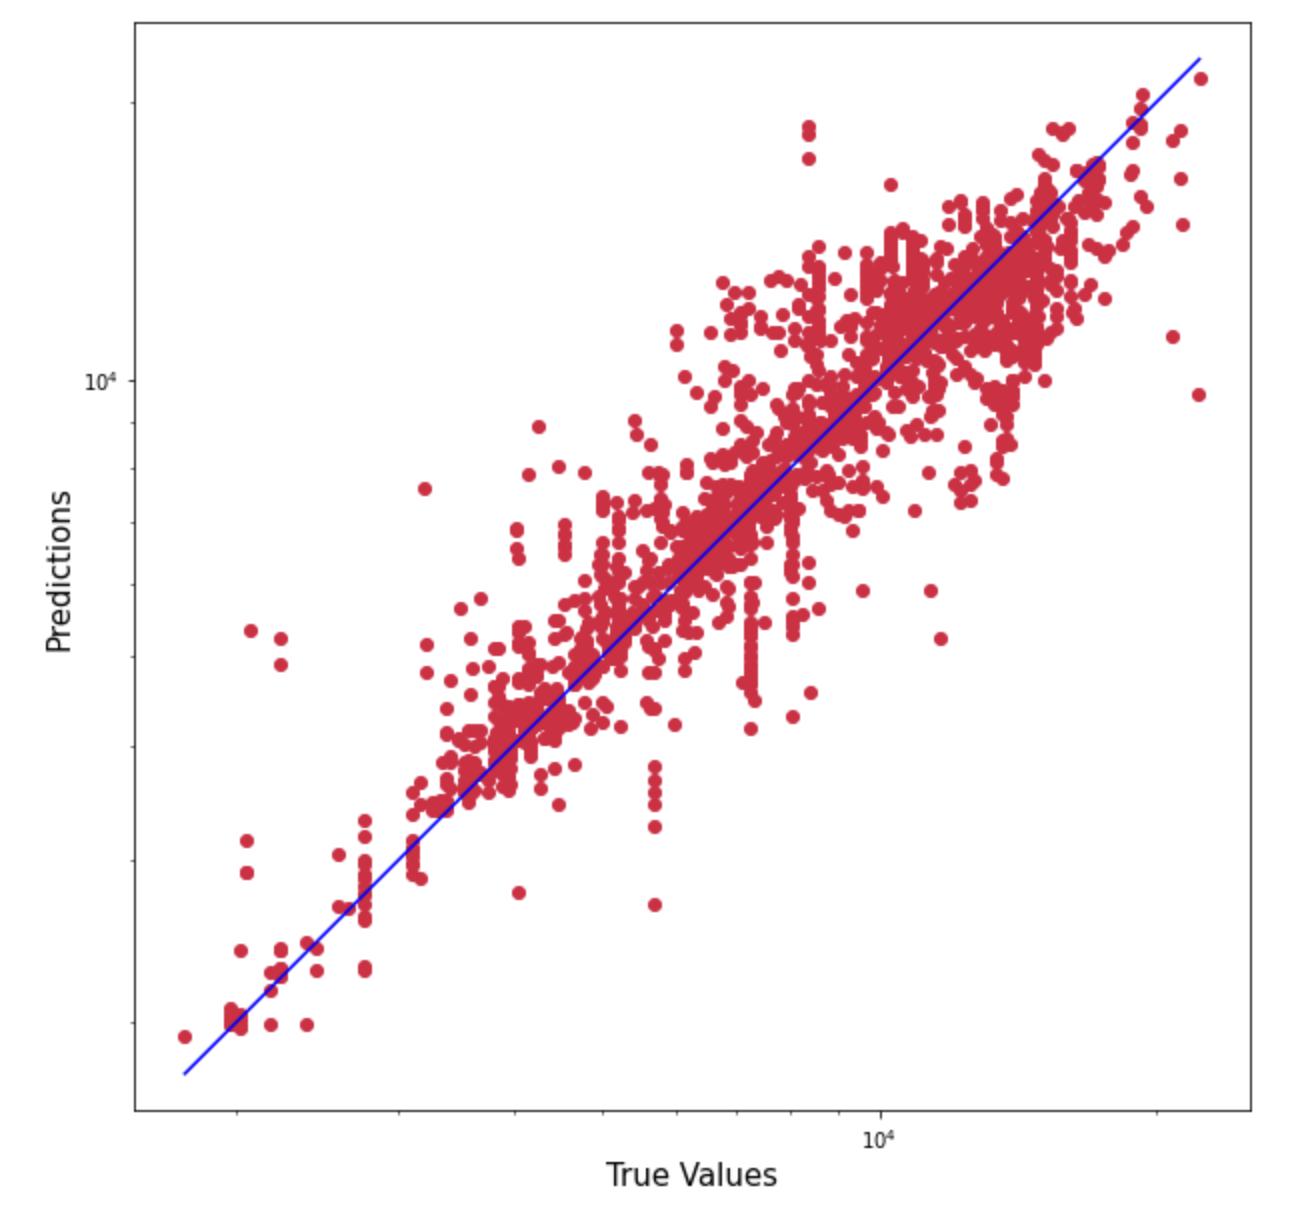 10⁴
Predictions
10⁴
True Values